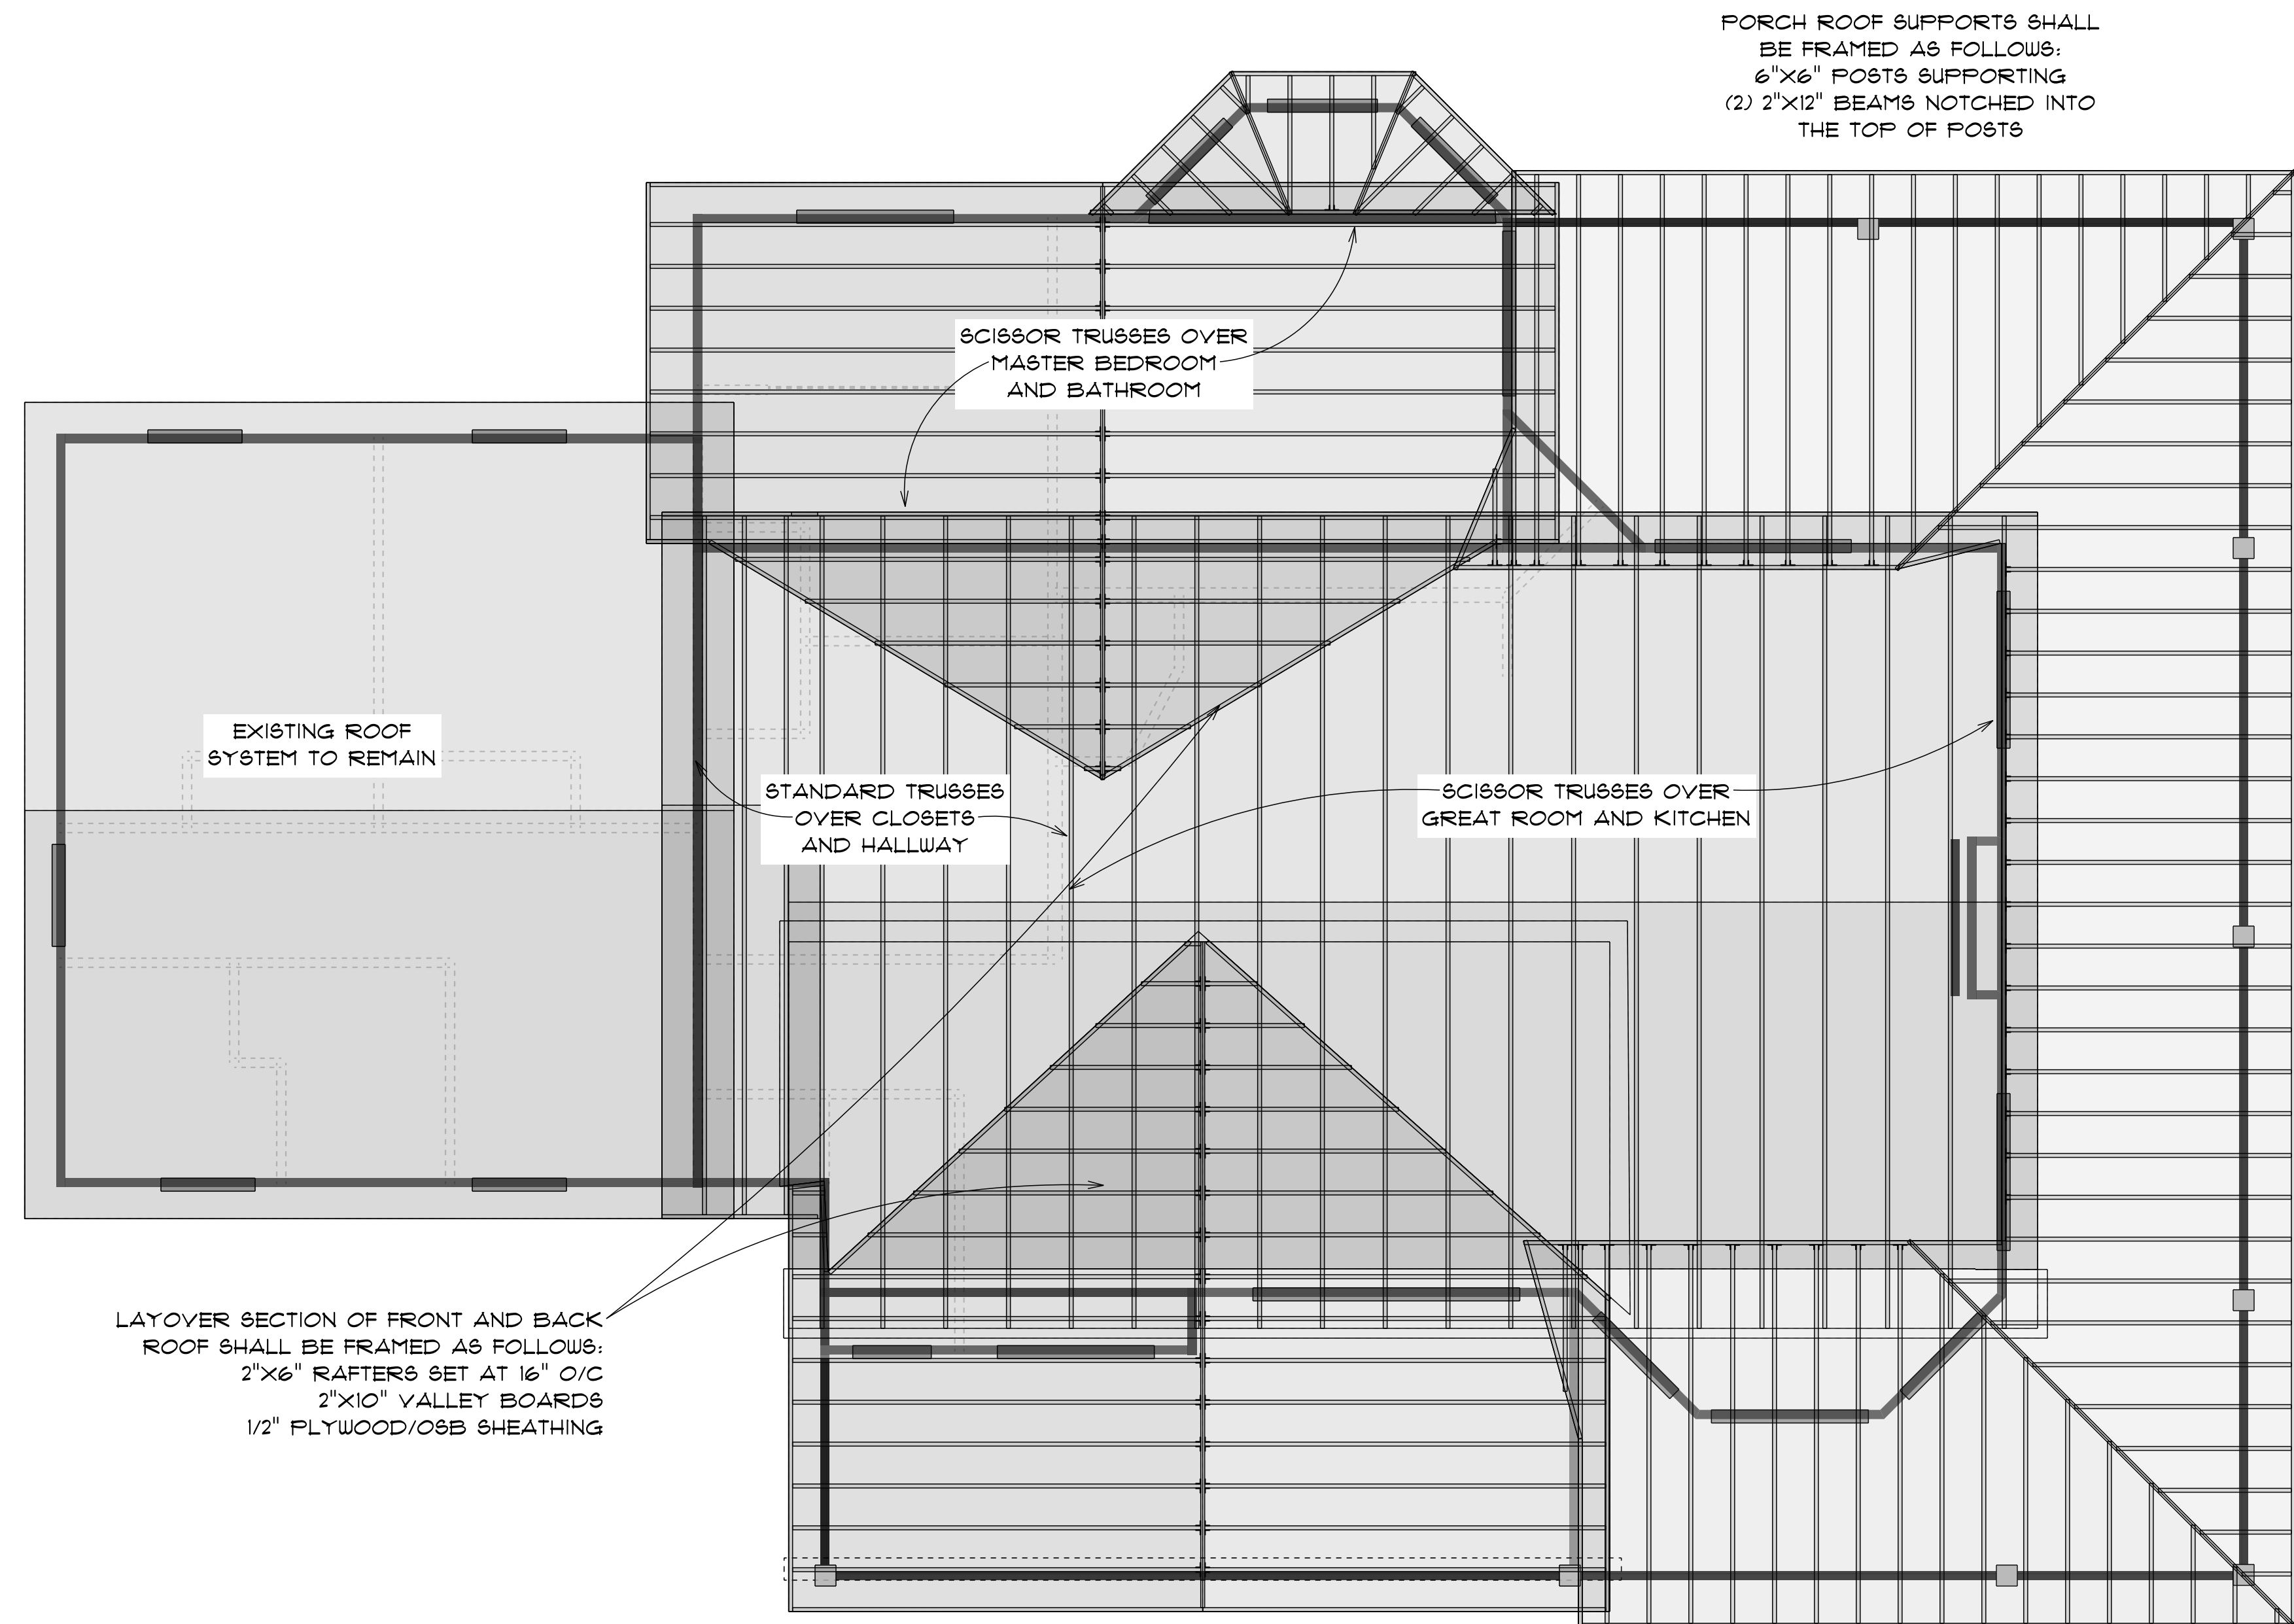 PORCH ROOF SUPPORTS SHALL
BE FRAMED AS FOLLOWS:
6"X6" POSTS SUPPORTING
(2) 2"X12" BEAMS NOTCHED INTO
THE TOP OF POSTS
SCISSOR TRUSSES OVER
MASTER BEDROOM
AND BATHROOM
EXISTING ROOF
SYSTEM TO REMAIN
STANDARD TRUSSES
OVER CLOSETS
AND HALLWAY
SCISSOR TRUSSES OVER
GREAT ROOM AND KITCHEN
LAYOVER SECTION OF FRONT AND BACK
ROOF SHALL BE FRAMED AS FOLLOWS:
2"X6" RAFTERS SET AT 16" O/C
2"X10" VALLEY BOARDS
1/2" PLYWOOD/OSB SHEATHING